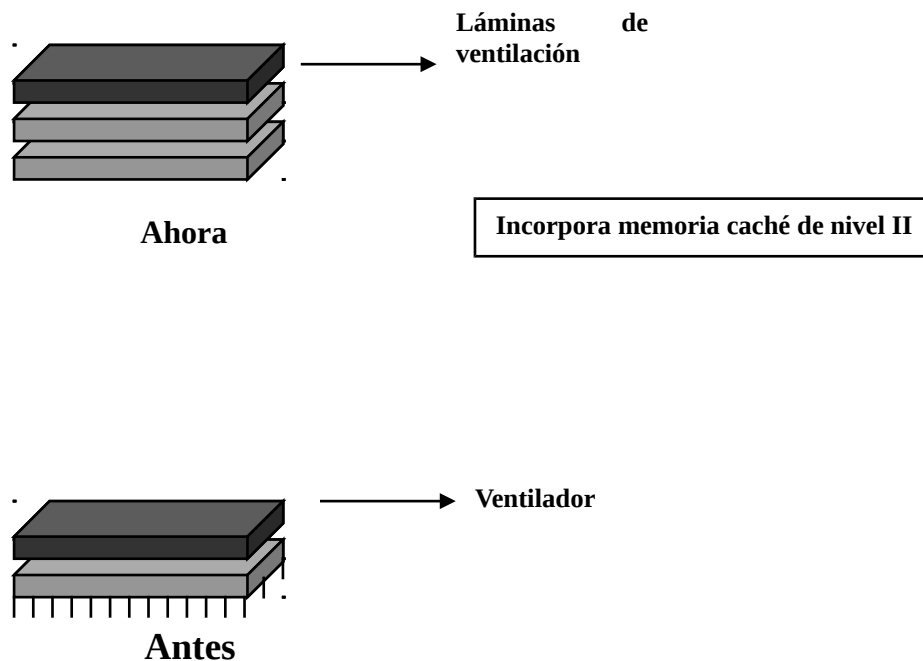 Láminas de
ventilación
Ahora
Incorpora memoria caché de nivel II
Ventilador
Antes